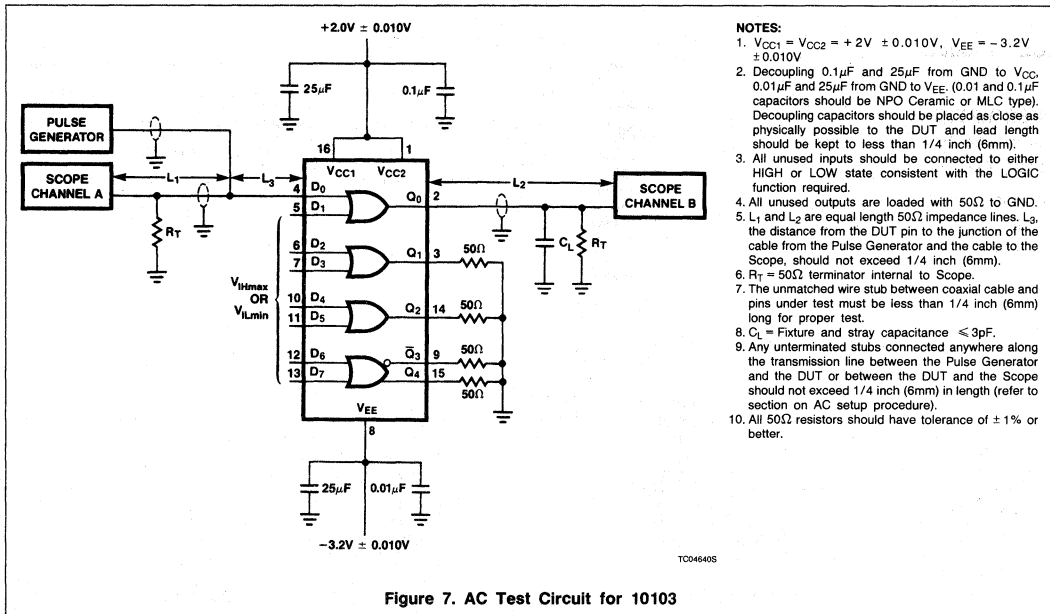 +2.0V ± 0.010V
25μF
0.1μF
PULSE
GENERATOR
SCOPE
CHANNEL A
L1
L3
RT
16
1
VCC1
VCC2
4
D0
5
D1
Q0
2
L2
SCOPE
CHANNEL B
CL
RT
6
D2
7
D3
Q1
3
50Ω
VIHmax
OR
VILmin
10
D4
11
D5
Q2
14
50Ω
12
D6
13
D7
Q̅3
9
50Ω
Q4
15
50Ω
VEE
8
25μF
0.01μF
−3.2V ± 0.010V
TC04640S
NOTES:
1. VCC1 = VCC2 = +2V ±0.010V, VEE = −3.2V
±0.010V
2. Decoupling 0.1μF and 25μF from GND to VCC,
0.01μF and 25μF from GND to VEE. (0.01 and 0.1μF
capacitors should be NPO Ceramic or MLC type).
Decoupling capacitors should be placed as close as
physically possible to the DUT and lead length
should be kept to less than 1/4 inch (6mm).
3. All unused inputs should be connected to either
HIGH or LOW state consistent with the LOGIC
function required.
4. All unused outputs are loaded with 50Ω to GND.
5. L1 and L2 are equal length 50Ω impedance lines. L3,
the distance from the DUT pin to the junction of the
cable from the Pulse Generator and the cable to the
Scope, should not exceed 1/4 inch (6mm).
6. RT = 50Ω terminator internal to Scope.
7. The unmatched wire stub between coaxial cable and
pins under test must be less than 1/4 inch (6mm)
long for proper test.
8. CL = Fixture and stray capacitance ≤ 3pF.
9. Any unterminated stubs connected anywhere along
the transmission line between the Pulse Generator
and the DUT or between the DUT and the Scope
should not exceed 1/4 inch (6mm) in length (refer to
section on AC setup procedure).
10. All 50Ω resistors should have tolerance of ±1% or
better.
Figure 7. AC Test Circuit for 10103